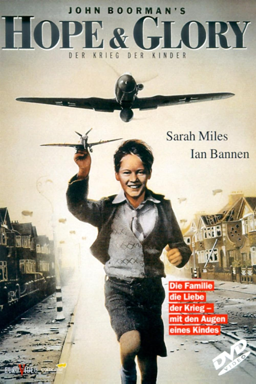 JOHN BOORMAN'S
HOPE & GLORY
DER KRIEG DER KINDER
Sarah Miles
Ian Bannen
Die Familie
die Liebe
der Krieg -
mit den Augen
eines Kindes.
DVD
VIDEO